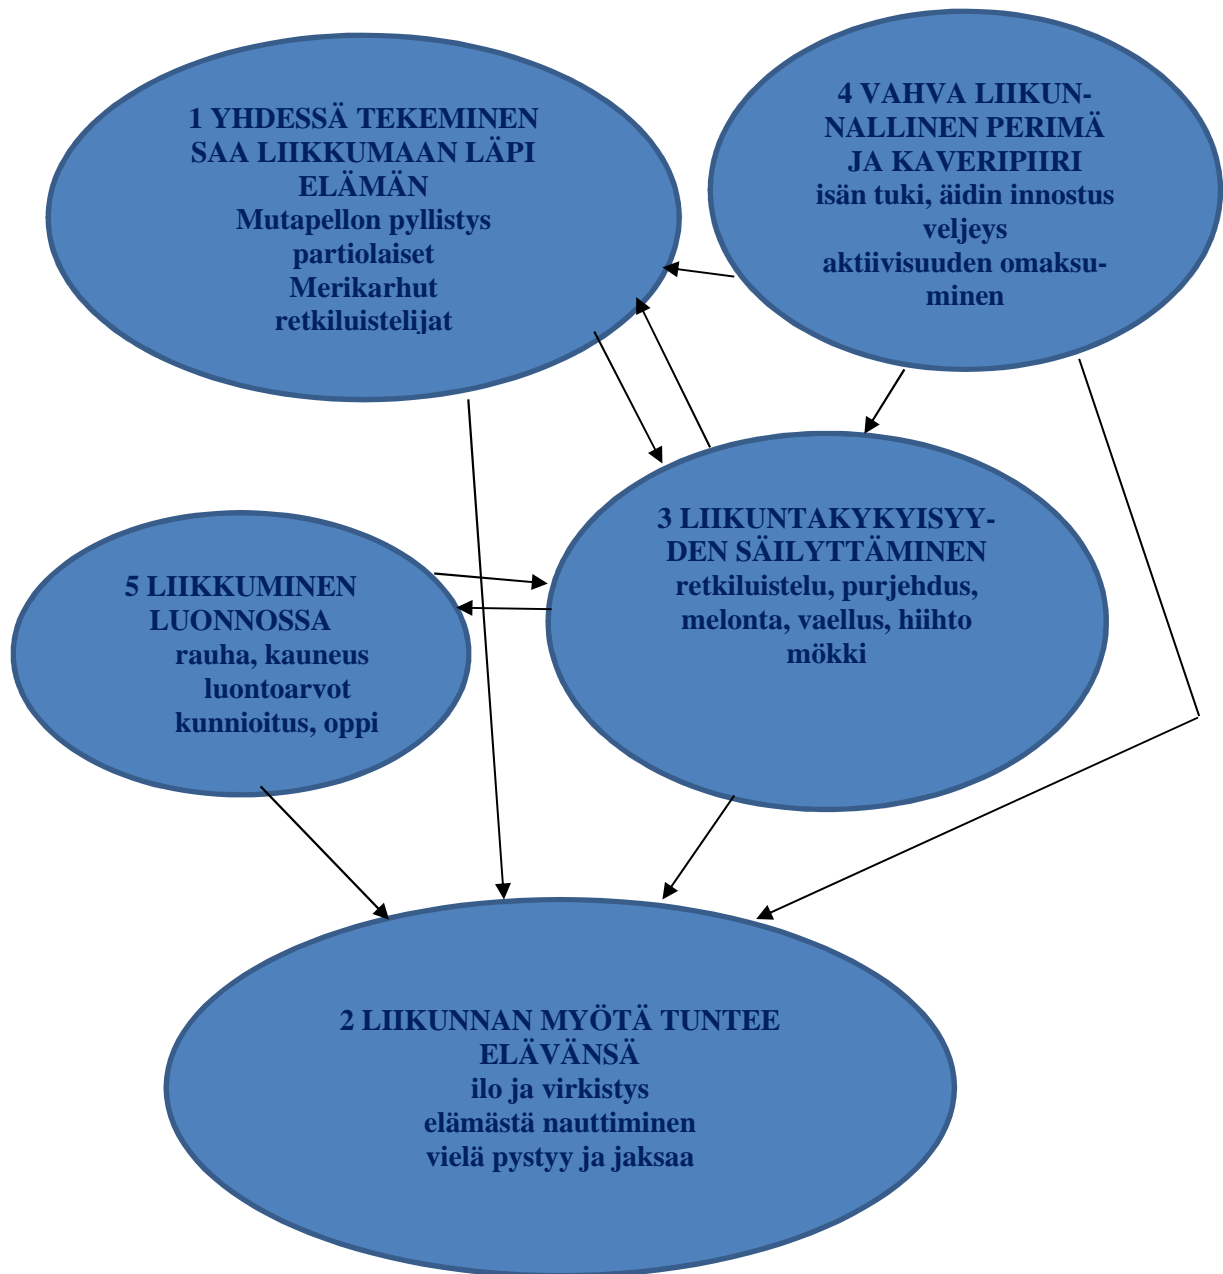 1 YHDESSÄ TEKEMINEN
SAA LIIKKUMAAN LÄPI
ELÄMÄN
Mutapellon pyllistys
partiolaiset
Merikarhut
retkiluistelijat
4 VAHVA LIIKUN-
NALLINEN PERIMÄ
JA KAVERIPIIRI
isän tuki, äidin innostus
veljeys
aktiivisuuden omaksu-
minen
3 LIIKUNTAKYKYISYY-
DEN SÄILYTTÄMINEN
retkiluistelu, purjehdus,
melonta, vaellus, hiihto
mökki
5 LIIKKUMINEN
LUONNOSSA
rauha, kauneus
luontoarvot
kunnioitus, oppi
2 LIIKUNNAN MYÖTÄ TUNTEE
ELÄVÄNSÄ
ilo ja virkistys
elämästä nauttiminen
vielä pystyy ja jaksaa